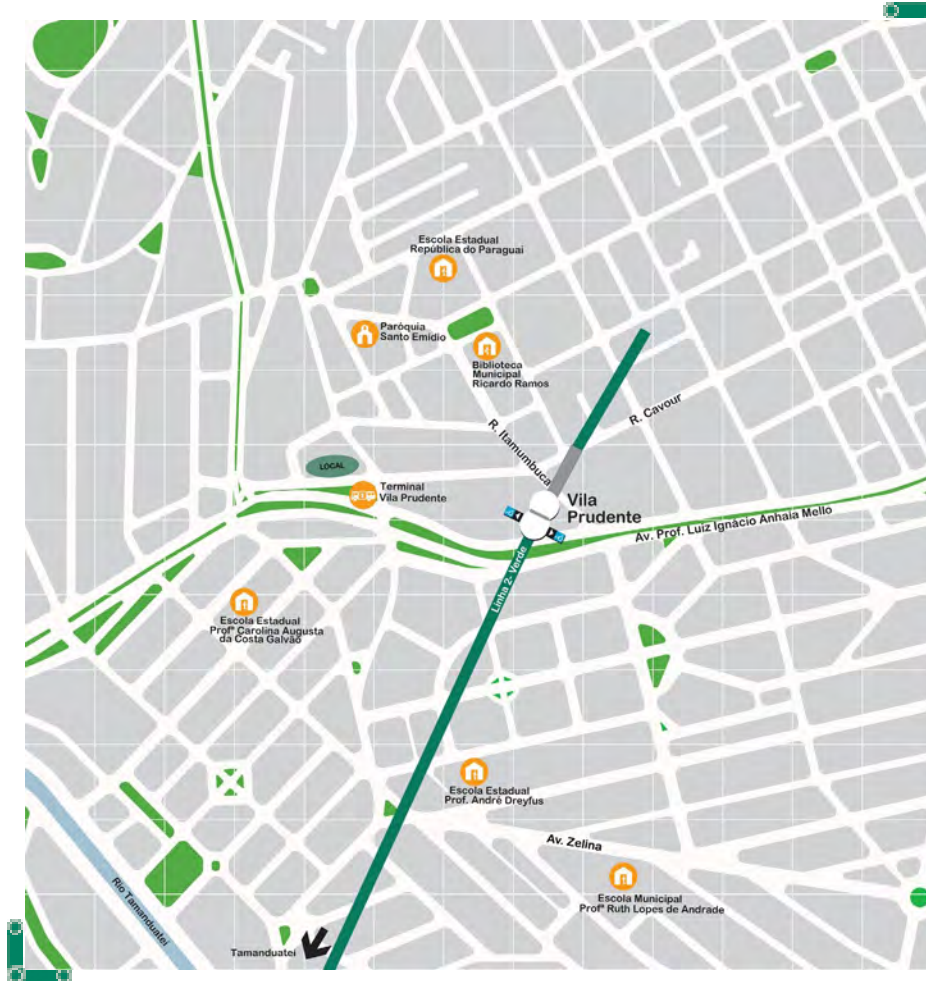 Escola Estadual
República do Paraguai
Paróquia
Santo Emídio
Biblioteca
Municipal
Ricardo Ramos
R. Cavour
R. Itamumbuca
LOCAL
Terminal
Vila Prudente
Vila
Prudente
Av. Prof. Luiz Ignácio Anhaia Mello
Linha 2- Verde
Escola Estadual
Profª Carolina Augusta
da Costa Galvão
Escola Estadual
Prof. André Dreyfus
Av. Zelina
Escola Municipal
Profª Ruth Lopes de Andrade
Rio Tamanduatei
Tamanduateí